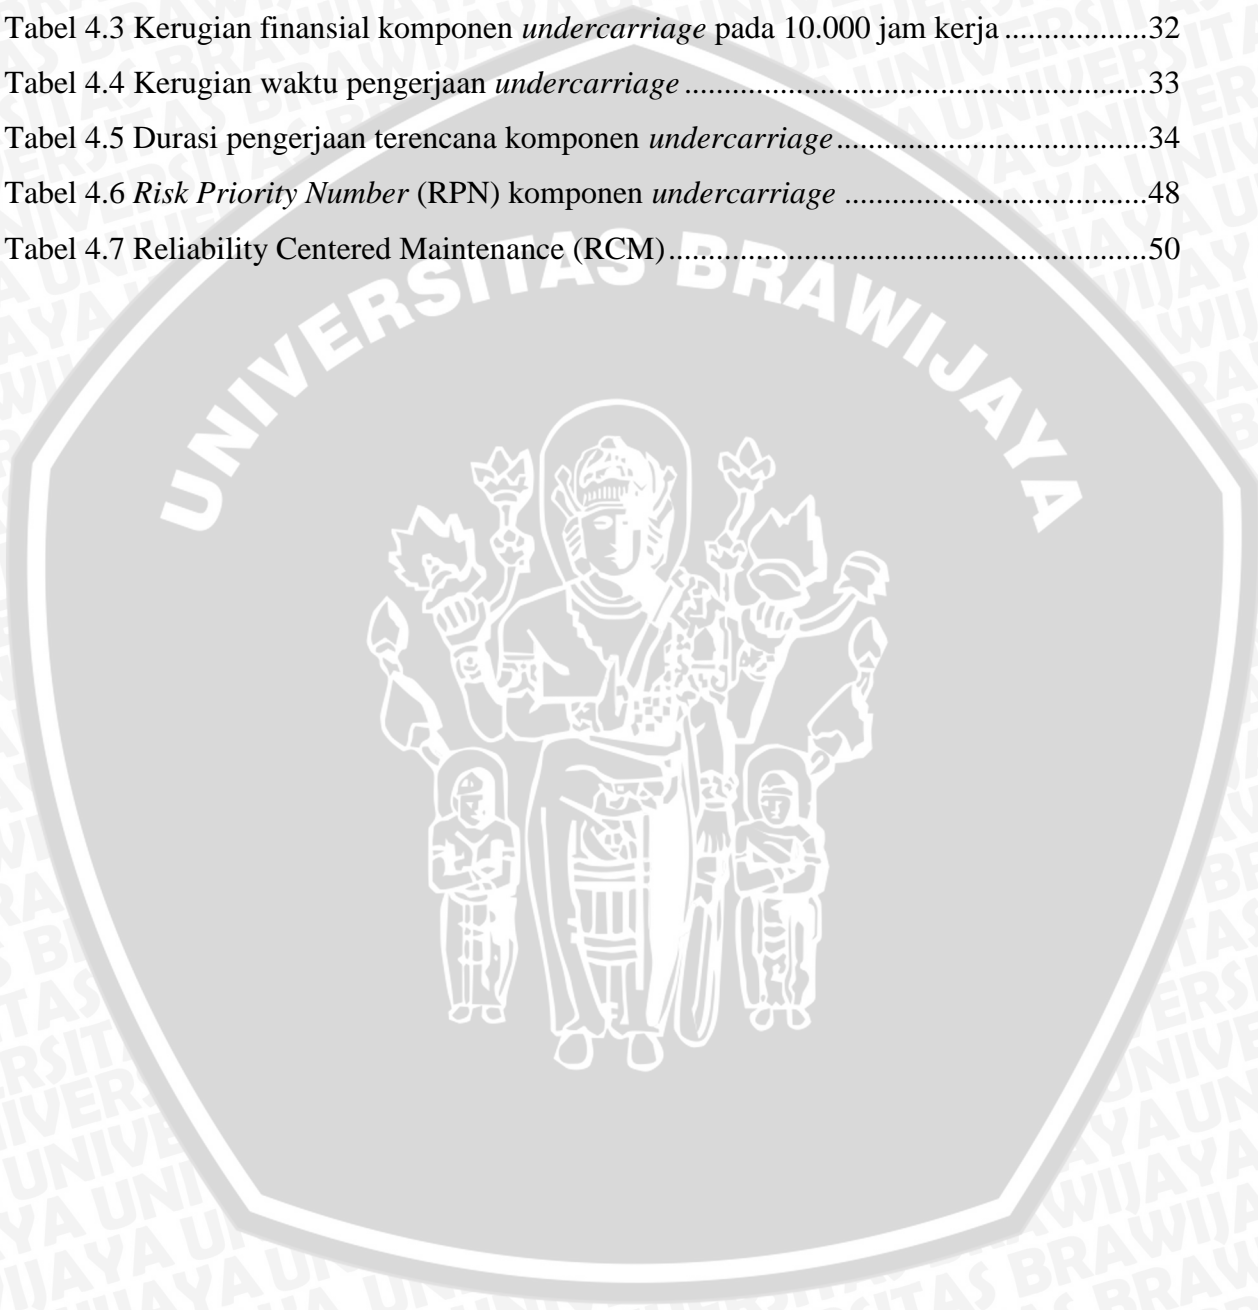 Tabel 4.3 Kerugian finansial komponen undercarriage pada 10.000 jam kerja .................32
Tabel 4.4 Kerugian waktu pengerjaan undercarriage ..........................................................33
Tabel 4.5 Durasi pengerjaan terencana komponen undercarriage .......................................34
Tabel 4.6 Risk Priority Number (RPN) komponen undercarriage ......................................48
Tabel 4.7 Reliability Centered Maintenance (RCM) ............................................................50
UNIVERSITAS BRAWIJAYA